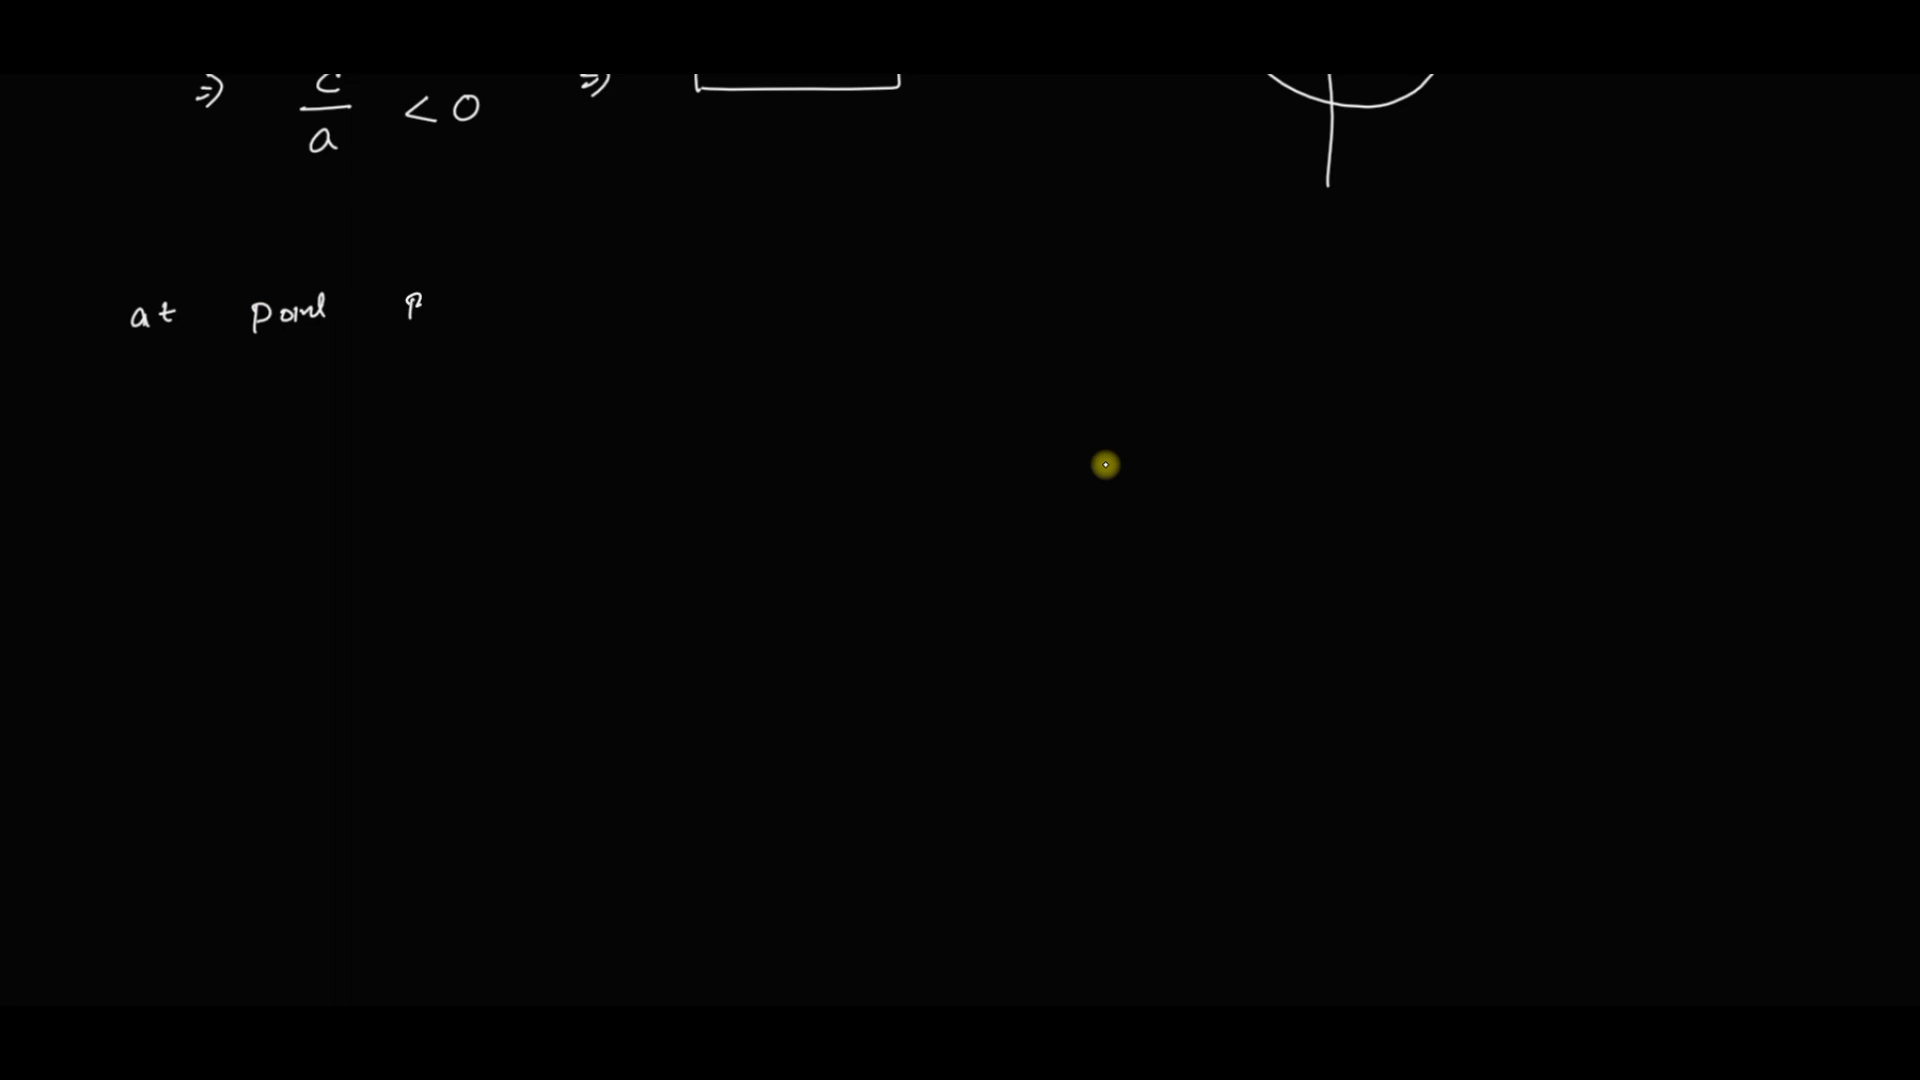 ⇒ c/a < 0 ⇒
at point P